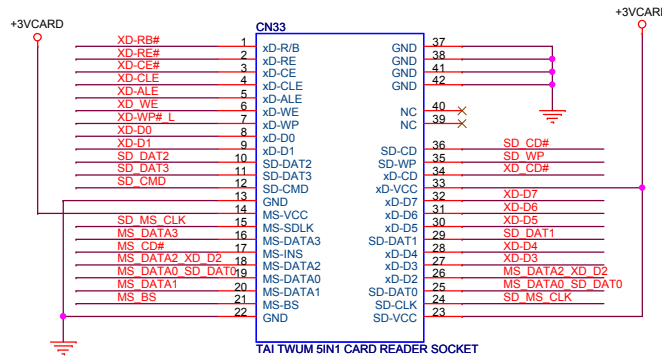 +3VCARD
+3VCARD
CN33
XD-RB# 1 xD-R/B GND 37
XD-RE# 2 xD-RE GND 38
XD-CE# 3 xD-CE GND 41
XD-CLE 4 xD-CLE GND 42
XD-ALE 5 xD-ALE
XD_WE 6 xD-WE NC 40
XD-WP#_L 7 xD-WP NC 39
XD-D0 8 xD-D0
XD-D1 9 xD-D1 SD-CD 36 SD_CD#
SD_DAT2 10 SD-DAT2 SD-WP 35 SD_WP
SD_DAT3 11 SD-DAT3 xD-CD 34 XD_CD#
SD_CMD 12 SD-CMD xD-VCC 33
13 GND xD-D7 32 XD-D7
14 MS-VCC xD-D6 31 XD-D6
SD_MS_CLK 15 MS-SDLK xD-D5 30 XD-D5
MS_DATA3 16 MS-DATA3 SD-DAT1 29 SD_DAT1
MS_CD# 17 MS-INS xD-D4 28 XD-D4
MS_DATA2_XD_D2 18 MS-DATA2 xD-D3 27 XD-D3
MS_DATA0_SD_DAT0 19 MS-DATA0 xD-D2 26 MS_DATA2_XD_D2
MS_DATA1 20 MS-DATA1 SD-DAT0 25 MS_DATA0_SD_DAT0
MS_BS 21 MS-BS SD-CLK 24 SD_MS_CLK
22 GND SD-VCC 23
TAI TWUM 5IN1 CARD READER SOCKET